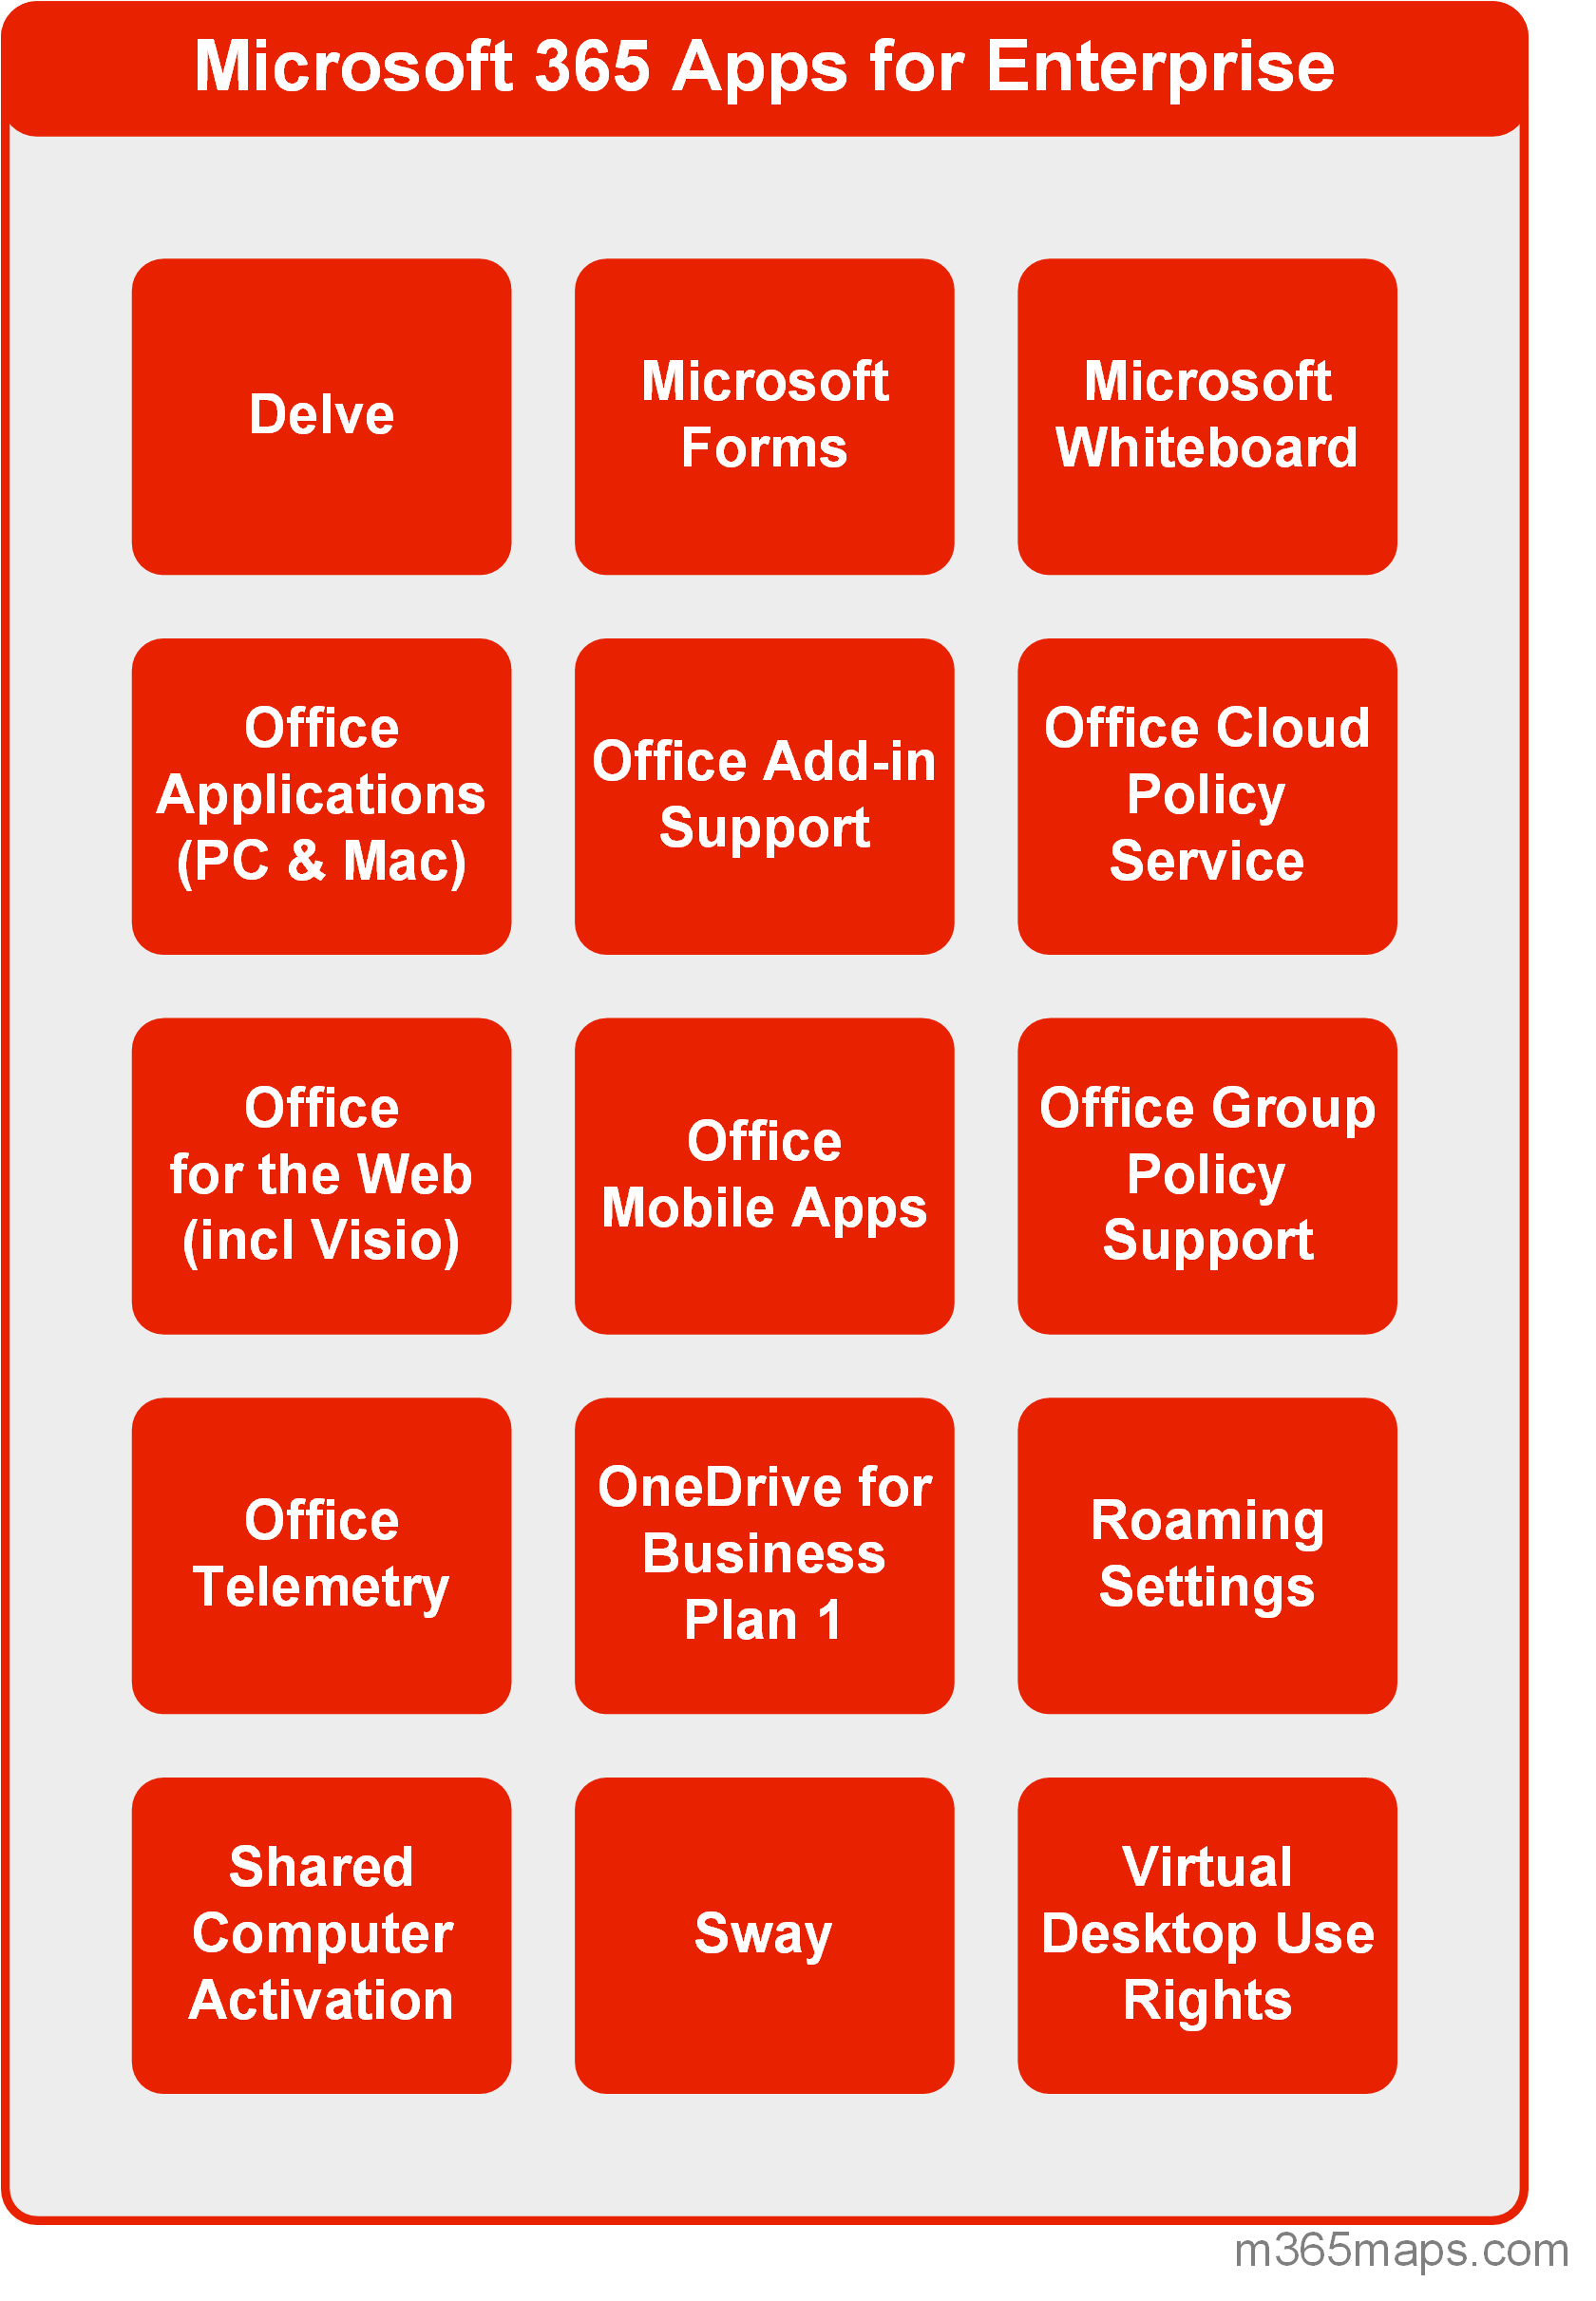 Microsoft 365 Apps for Enterprise
Delve
Microsoft
Forms
Microsoft
Whiteboard
Office
Applications
(PC & Mac)
Office Add-in
Support
Office Cloud
Policy
Service
Office
for the Web
(incl Visio)
Office
Mobile Apps
Office Group
Policy
Support
Office
Telemetry
OneDrive for
Business
Plan 1
Roaming
Settings
Shared
Computer
Activation
Sway
Virtual
Desktop Use
Rights
m365maps.com